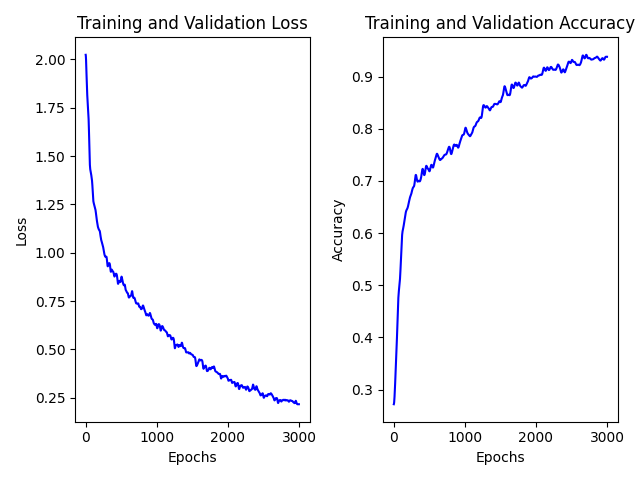 Training and Validation Loss
2.00
1.75
1.50
1.25
1.00
0.75
0.50
0.25
Loss
0 1000 2000 3000
Epochs
Training and Validation Accuracy
0.9
0.8
0.7
0.6
0.5
0.4
0.3
Accuracy
0 1000 2000 3000
Epochs